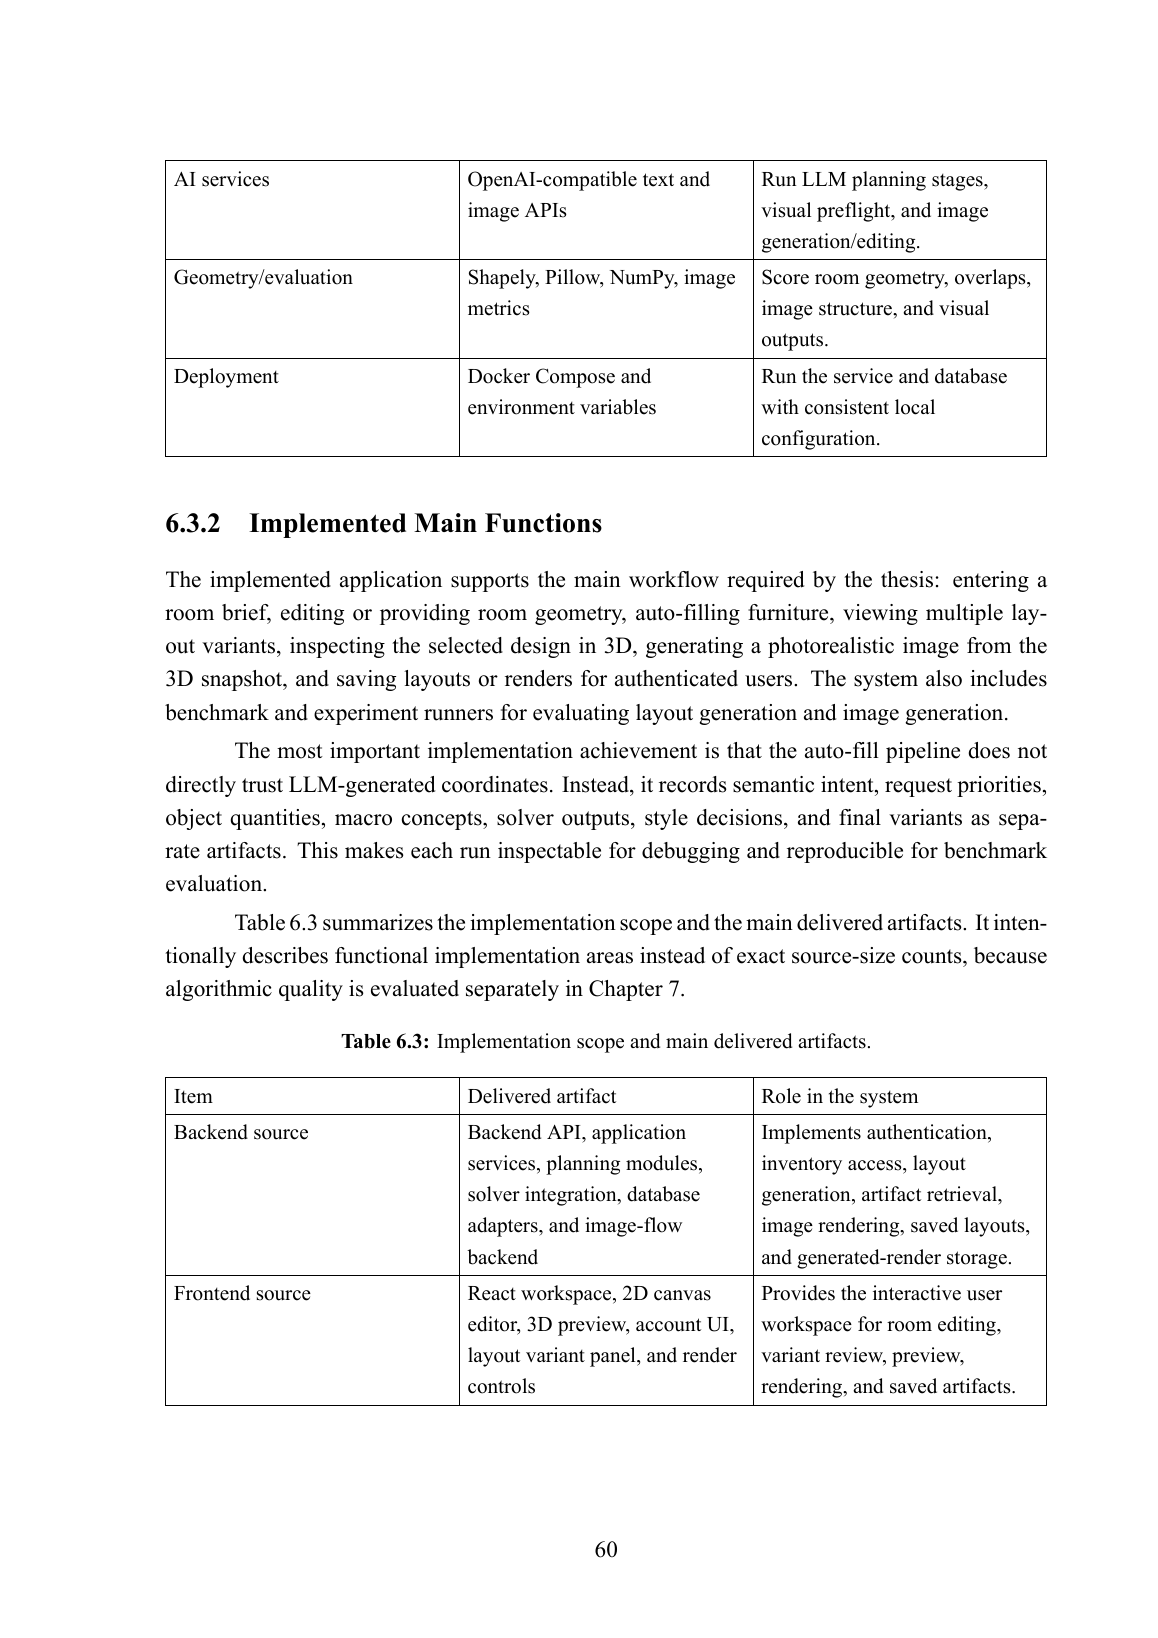 AI services
OpenAI-compatible text and
image APIs
Run LLM planning stages,
visual preflight, and image
generation/editing.
Geometry/evaluation
Shapely, Pillow, NumPy, image
metrics
Score room geometry, overlaps,
image structure, and visual
outputs.
Deployment
Docker Compose and
environment variables
Run the service and database
with consistent local
configuration.
6.3.2 Implemented Main Functions
The implemented application supports the main workflow required by the thesis: entering a
room brief, editing or providing room geometry, auto-filling furniture, viewing multiple lay-
out variants, inspecting the selected design in 3D, generating a photorealistic image from the
3D snapshot, and saving layouts or renders for authenticated users. The system also includes
benchmark and experiment runners for evaluating layout generation and image generation.
The most important implementation achievement is that the auto-fill pipeline does not
directly trust LLM-generated coordinates. Instead, it records semantic intent, request priorities,
object quantities, macro concepts, solver outputs, style decisions, and final variants as sepa-
rate artifacts. This makes each run inspectable for debugging and reproducible for benchmark
evaluation.
Table 6.3 summarizes the implementation scope and the main delivered artifacts. It inten-
tionally describes functional implementation areas instead of exact source-size counts, because
algorithmic quality is evaluated separately in Chapter 7.
Table 6.3: Implementation scope and main delivered artifacts.
Item
Delivered artifact
Role in the system
Backend source
Backend API, application
services, planning modules,
solver integration, database
adapters, and image-flow
backend
Implements authentication,
inventory access, layout
generation, artifact retrieval,
image rendering, saved layouts,
and generated-render storage.
Frontend source
React workspace, 2D canvas
editor, 3D preview, account UI,
layout variant panel, and render
controls
Provides the interactive user
workspace for room editing,
variant review, preview,
rendering, and saved artifacts.
60